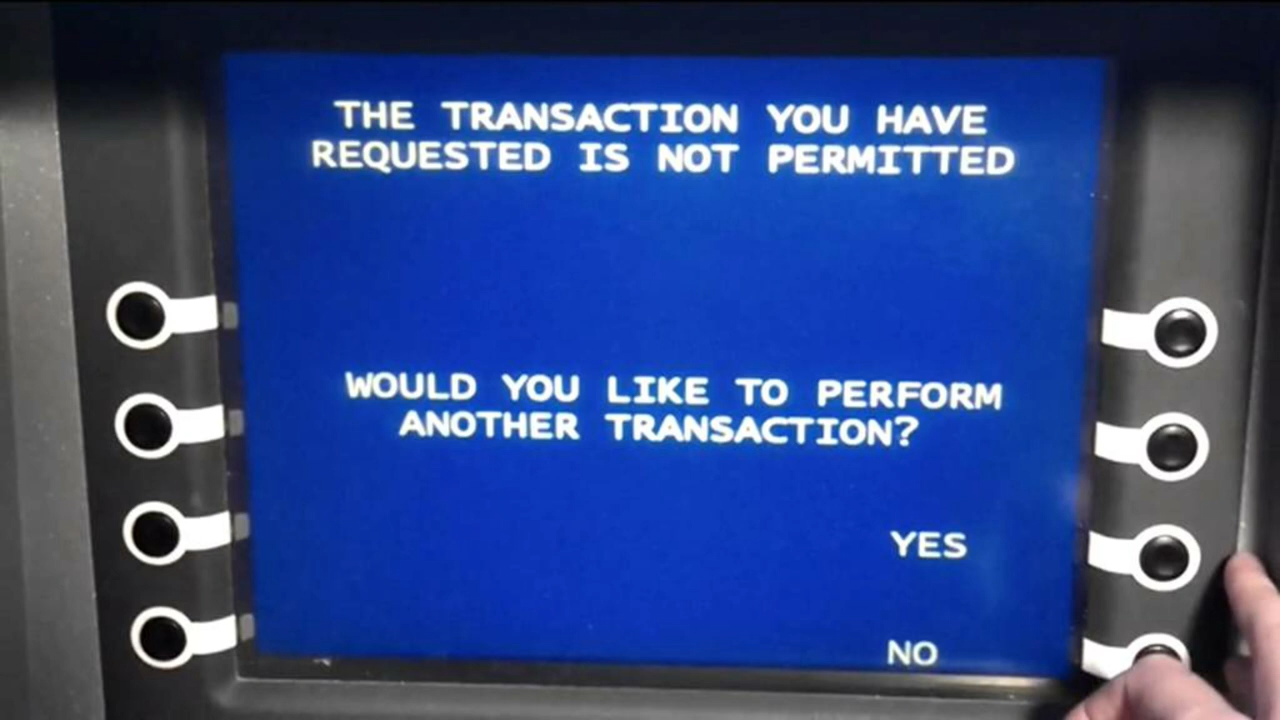 THE TRANSACTION YOU HAVE
REQUESTED IS NOT PERMITTED
WOULD YOU LIKE TO PERFORM
ANOTHER TRANSACTION?
YES
NO